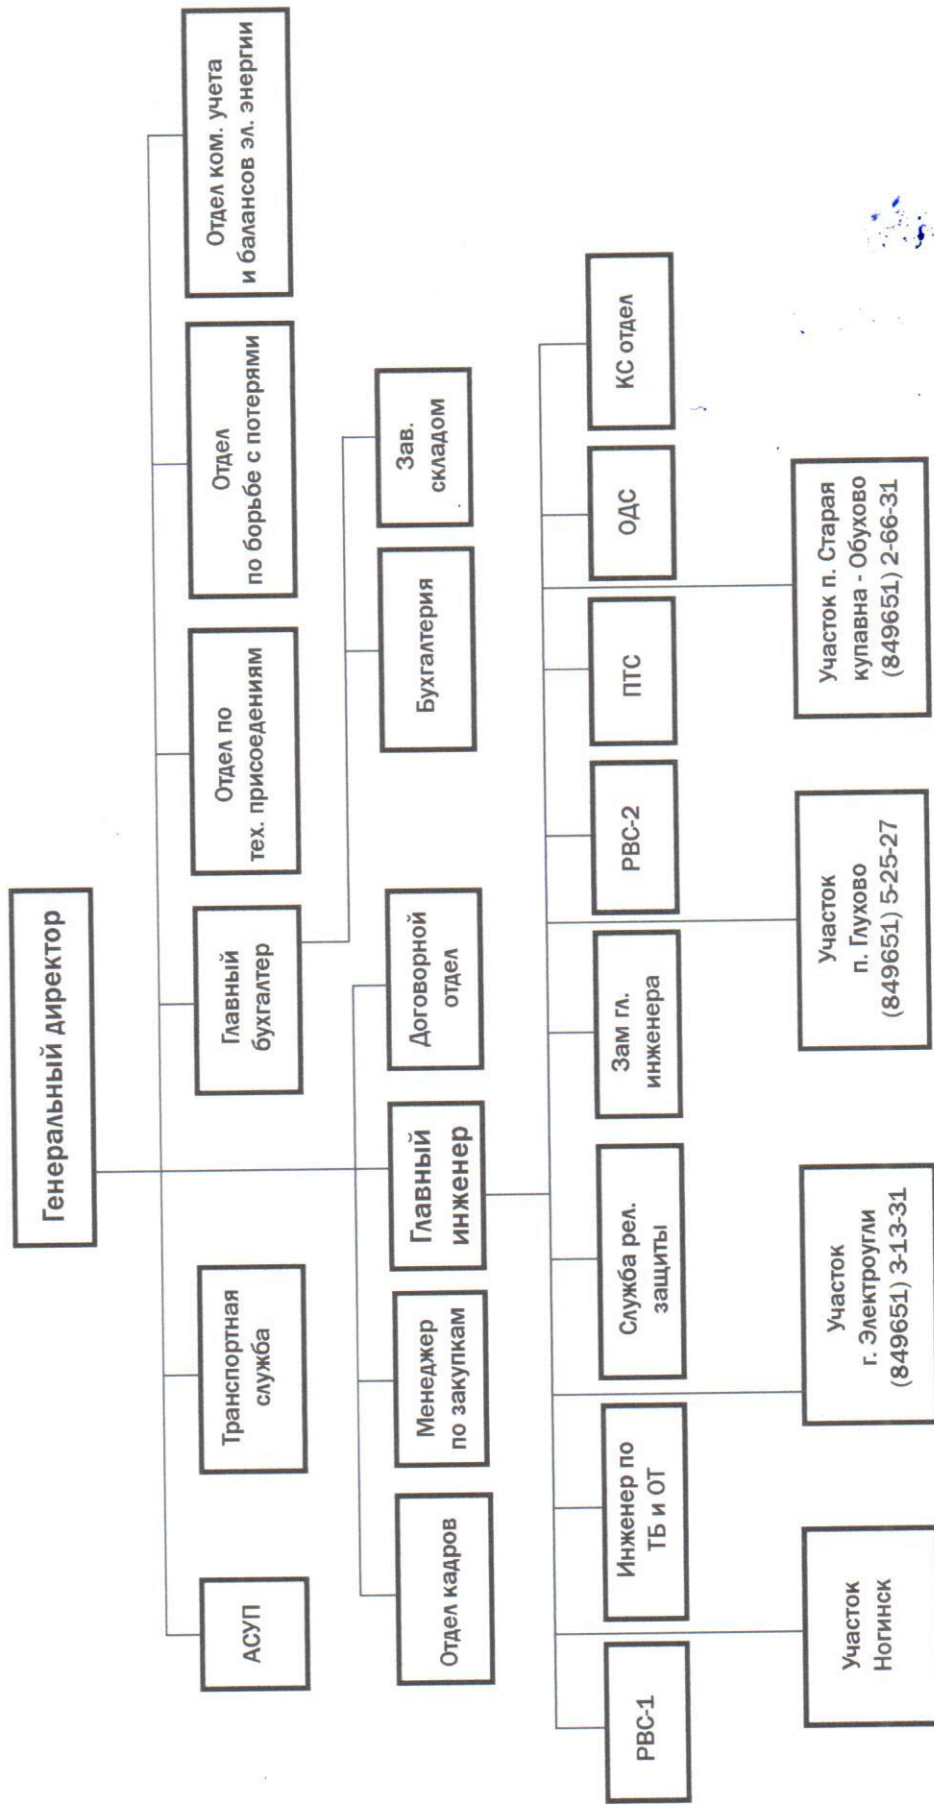 Генеральный директор
АСУП
Транспортная
служба
Главный
бухгалтер
Отдел по
тех. присоедениям
Отдел
по борьбе с потерями
Отдел ком. учета
и балансов эл. энергии
Отдел кадров
Менеджер
по закупкам
Главный
инженер
Договорной
отдел
Бухгалтерия
Зав.
складом
РВС-1
Инженер по
ТБ и ОТ
Служба рел.
защиты
Зам гл.
инженера
РВС-2
ПТС
ОДС
КС отдел
Участок
Ногинск
Участок
г. Электроугли
(849651) 3-13-31
Участок
п. Глухово
(849651) 5-25-27
Участок п. Старая
купавна - Обухово
(849651) 2-66-31